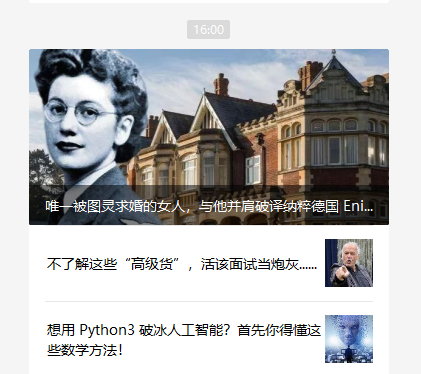 16:00
唯一被图灵求婚的女人，与他并肩破译纳粹德国 Eni...
不了解这些“高级货”，活该面试当炮灰......
想用 Python3 破冰人工智能？首先你得懂这
些数学方法！